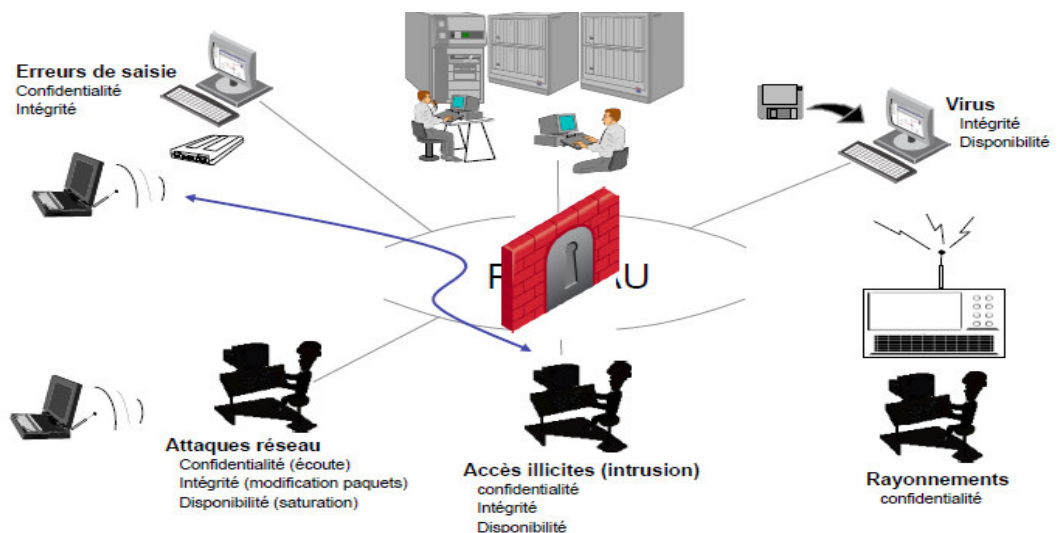 Erreurs de saisie
Confidentialité
Intégrité
Virus
Intégrité
Disponibilité
Attaques réseau
Confidentialité (écoute)
Intégrité (modification paquets)
Disponibilité (saturation)
Accès illicites (intrusion)
confidentialité
Intégrité
Disponibilité
Rayonnements
confidentialité